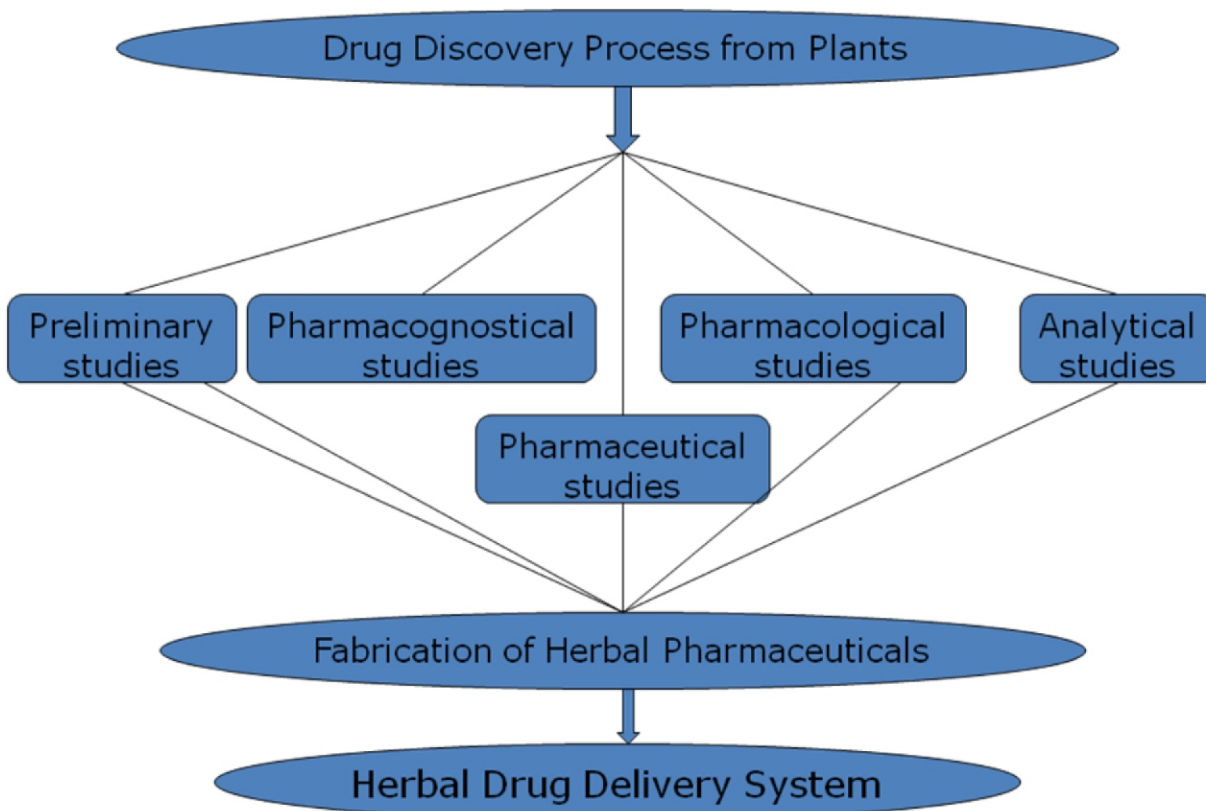 Drug Discovery Process from Plants
Preliminary
studies
Pharmacognostical
studies
Pharmacological
studies
Analytical
studies
Pharmaceutical
studies
Fabrication of Herbal Pharmaceuticals
Herbal Drug Delivery System